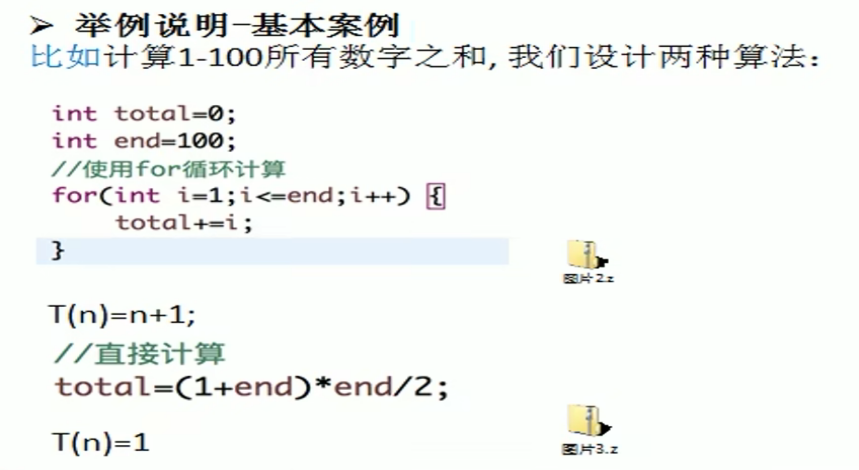 ➤ 举例说明-基本案例
比如计算1-100所有数字之和, 我们设计两种算法：
int total=0;
int end=100;
//使用for循环计算
for(int i=1;i<=end;i++) {
total+=i;
}
图片2.z
T(n)=n+1;
//直接计算
total=(1+end)*end/2;
T(n)=1
图片3.z